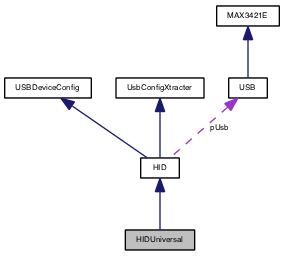 MAX3421E
USBDeviceConfig
UsbConfigXtracter
USB
pUsb
HID
HIDUniversal